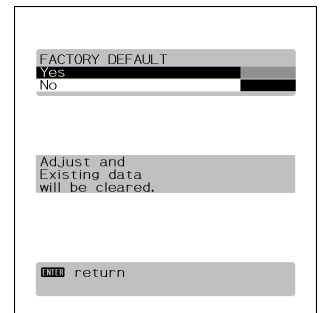 FACTORY DEFAULT
Yes
No
Adjust and
Existing data
will be cleared.
ENTER return